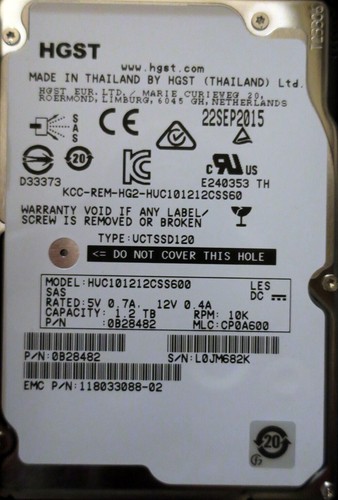 HGST
www.hgst.com
MADE IN THAILAND BY HGST (THAILAND) Ltd.
HGST EUR. LTD./ MARIE CURIEWEG 20,
ROERMOND, LIMBURG, 6045 GH, NETHERLANDS
SAS
CE
22SEP2015
20
D33373
c RU US
E240353 TH
KCC-REM-HG2-HUC101212CSS60
WARRANTY VOID IF ANY LABEL/
SCREW IS REMOVED OR BROKEN
TYPE:UCTSSD120
<= DO NOT COVER THIS HOLE
MODEL:HUC101212CSS600 LES
SAS DC
RATED:5V 0.7A. 12V 0.4A
CAPACITY: 1.2 TB RPM: 10K
P/N :0B28482 MLC:CP0A600
P/N:0B28482 S/N:L0JM682K
EMC P/N:118033088-02
20